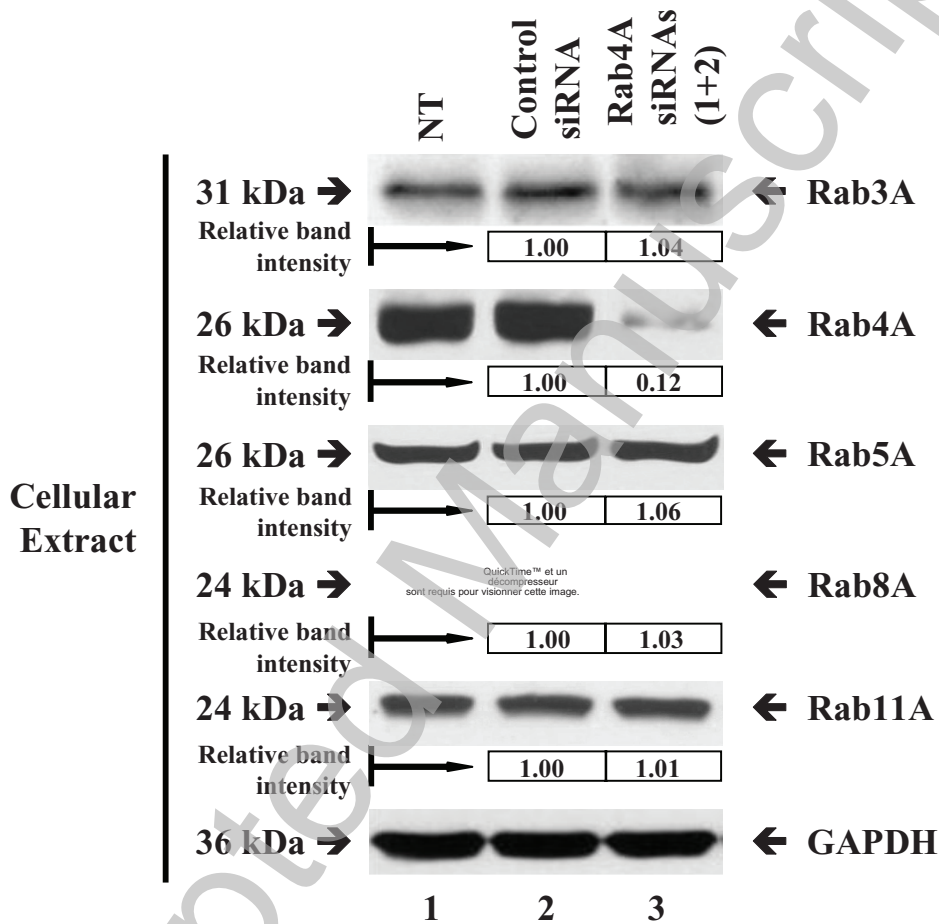 NT
Control
siRNA
Rab4A
siRNAs
(1+2)
Cellular
Extract
31 kDa → ← Rab3A
Relative band
intensity
1.00 1.04
26 kDa → ← Rab4A
Relative band
intensity
1.00 0.12
26 kDa → ← Rab5A
Relative band
intensity
1.00 1.06
24 kDa → ← Rab8A
QuickTime™ et un
décompresseur
sont requis pour visionner cette image.
Relative band
intensity
1.00 1.03
24 kDa → ← Rab11A
Relative band
intensity
1.00 1.01
36 kDa → ← GAPDH
1 2 3
epted Manuscrip